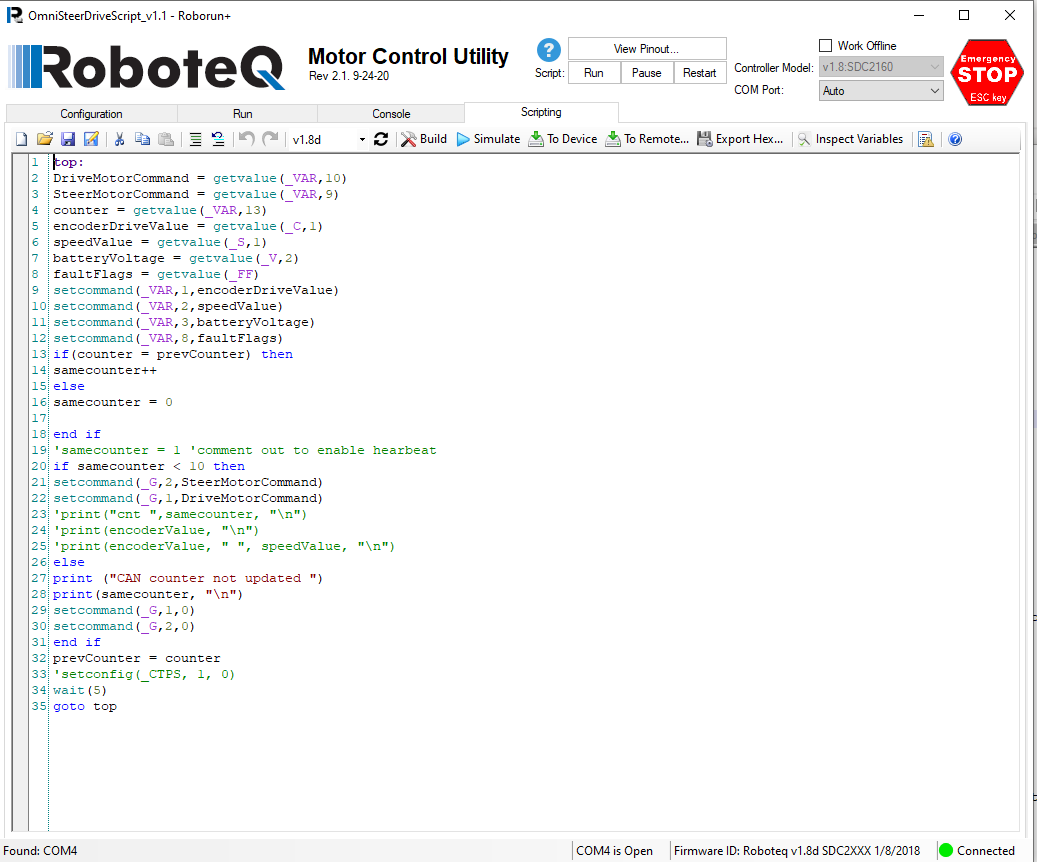 OmniSteerDriveScript_v1.1 - Roborun+
RoboteQ
Motor Control Utility
Rev 2.1. 9-24-20
?
Script:
View Pinout...
Run
Pause
Restart
Work Offline
Controller Model:
v1.8:SDC2160
COM Port:
Auto
Emergency
STOP
ESC key
Configuration
Run
Console
Scripting
v1.8d
Build
Simulate
To Device
To Remote...
Export Hex...
Inspect Variables
?
1 top:
2 DriveMotorCommand = getvalue(_VAR,10)
3 SteerMotorCommand = getvalue(_VAR,9)
4 counter = getvalue(_VAR,13)
5 encoderDriveValue = getvalue(_C,1)
6 speedValue = getvalue(_S,1)
7 batteryVoltage = getvalue(_V,2)
8 faultFlags = getvalue(_FF)
9 setcommand(_VAR,1,encoderDriveValue)
10 setcommand(_VAR,2,speedValue)
11 setcommand(_VAR,3,batteryVoltage)
12 setcommand(_VAR,8,faultFlags)
13 if(counter = prevCounter) then
14 samecounter++
15 else
16 samecounter = 0
17
18 end if
19 'samecounter = 1 'comment out to enable hearbeat
20 if samecounter < 10 then
21 setcommand(_G,2,SteerMotorCommand)
22 setcommand(_G,1,DriveMotorCommand)
23 'print("cnt ",samecounter, "\n")
24 'print(encoderValue, "\n")
25 'print(encoderValue, " ", speedValue, "\n")
26 else
27 print ("CAN counter not updated ")
28 print(samecounter, "\n")
29 setcommand(_G,1,0)
30 setcommand(_G,2,0)
31 end if
32 prevCounter = counter
33 'setconfig(_CTPS, 1, 0)
34 wait(5)
35 goto top
Found: COM4
COM4 is Open
Firmware ID: Roboteq v1.8d SDC2XXX 1/8/2018
Connected